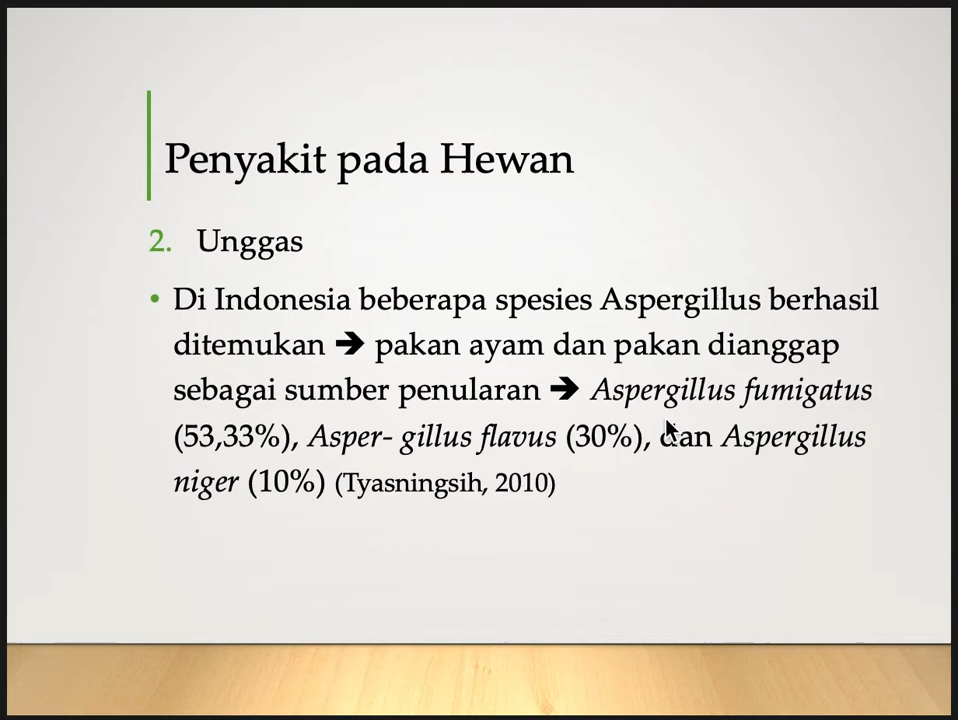 Penyakit pada Hewan
2. Unggas
• Di Indonesia beberapa spesies Aspergillus berhasil
ditemukan ➔ pakan ayam dan pakan dianggap
sebagai sumber penularan ➔ Aspergillus fumigatus
(53,33%), Asper- gillus flavus (30%), dan Aspergillus
niger (10%) (Tyasningsih, 2010)